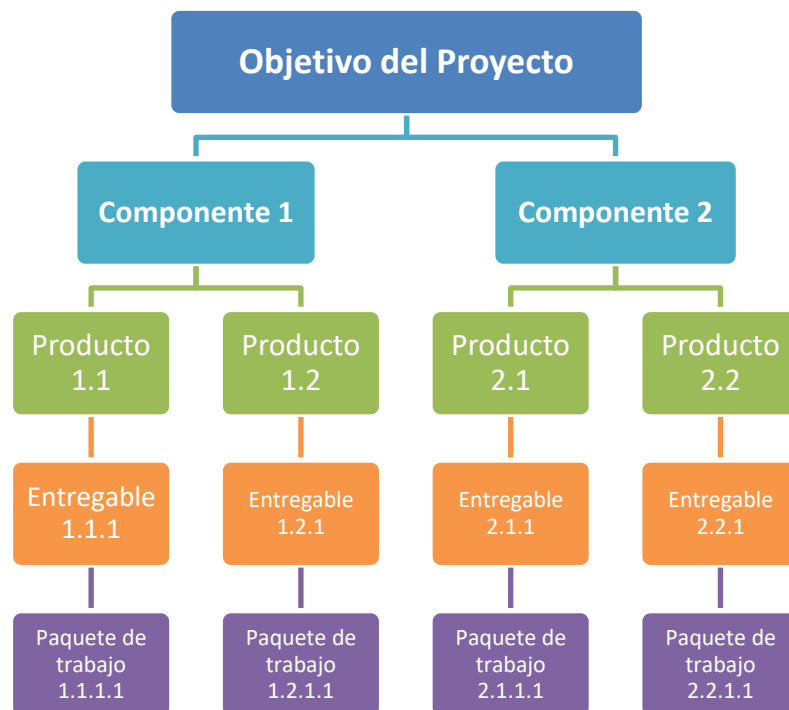 Objetivo del Proyecto
Componente 1
Componente 2
Producto
1.1
Producto
1.2
Producto
2.1
Producto
2.2
Entregable
1.1.1
Entregable
1.2.1
Entregable
2.1.1
Entregable
2.2.1
Paquete de
trabajo
1.1.1.1
Paquete de
trabajo
1.2.1.1
Paquete de
trabajo
2.1.1.1
Paquete de
trabajo
2.2.1.1